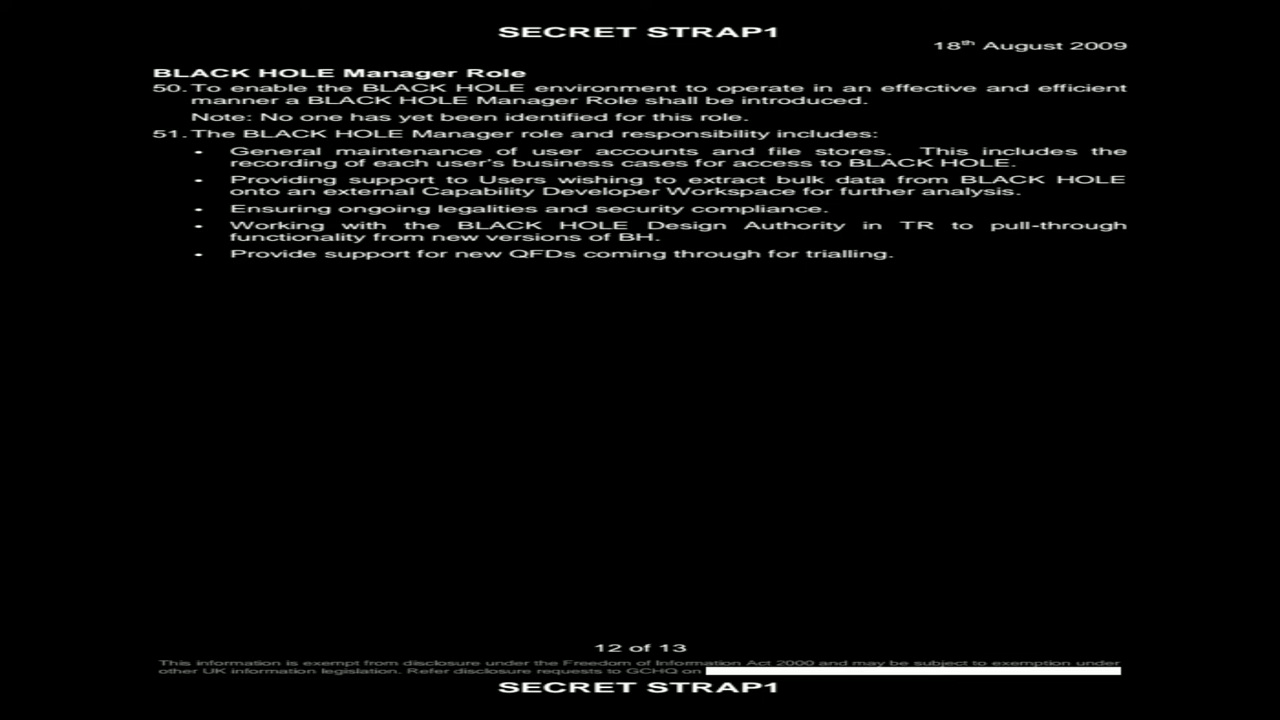 SECRET STRAP1
18th August 2009
BLACK HOLE Manager Role
50. To enable the BLACK HOLE environment to operate in an effective and efficient
manner a BLACK HOLE Manager Role shall be introduced.
Note: No one has yet been identified for this role.
51. The BLACK HOLE Manager role and responsibility includes:
• General maintenance of user accounts and file stores. This includes the
recording of each user's business cases for access to BLACK HOLE.
• Providing support to Users wishing to extract bulk data from BLACK HOLE
onto an external Capability Developer Workspace for further analysis.
• Ensuring ongoing legalities and security compliance.
• Working with the BLACK HOLE Design Authority in TR to pull-through
functionality from new versions of BH.
• Provide support for new QFDs coming through for trialling.
12 of 13
This information is exempt from disclosure under the Freedom of Information Act 2000 and may be subject to exemption under
other UK information legislation. Refer disclosure requests to GCHQ on
SECRET STRAP1